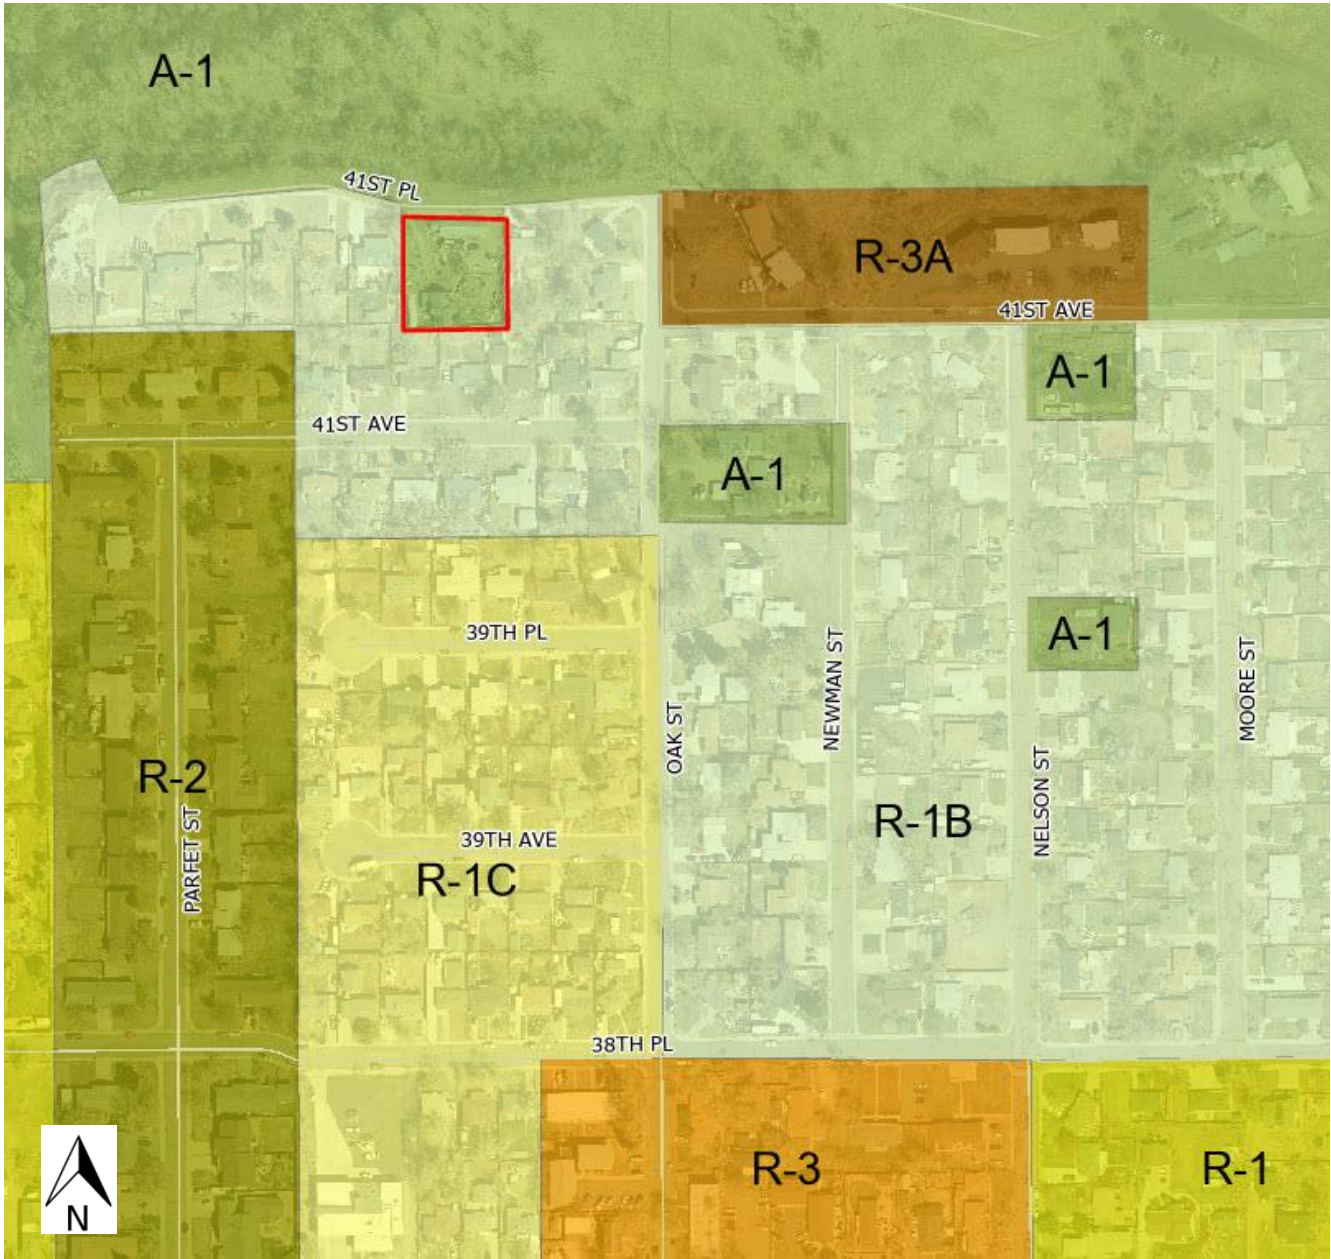 A-1
41ST PL
R-3A
41ST AVE
A-1
41ST AVE
A-1
39TH PL
A-1
NEWMAN ST
MOORE ST
OAK ST
R-2
NELSON ST
PARFET ST
R-1B
39TH AVE
R-1C
38TH PL
R-3
R-1
N